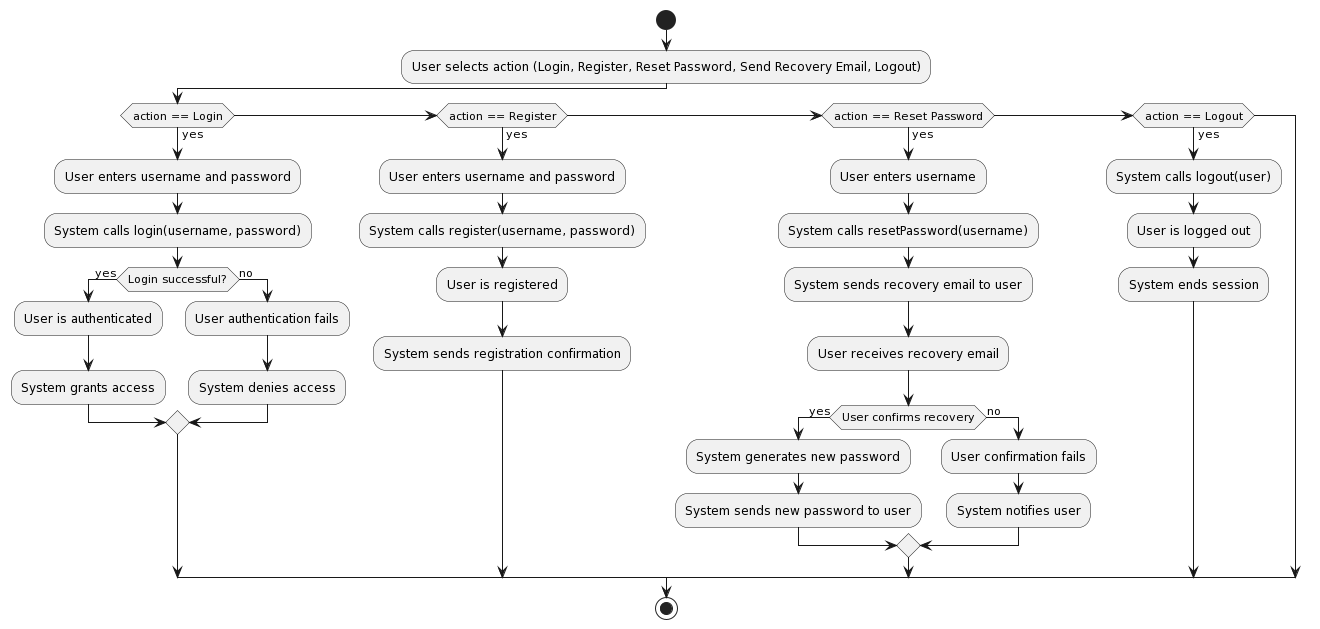 User selects action (Login, Register, Reset Password, Send Recovery Email, Logout)
action == Login
yes
User enters username and password
System calls login(username, password)
Login successful?
yes
no
User is authenticated
User authentication fails
System grants access
System denies access
action == Register
yes
User enters username and password
System calls register(username, password)
User is registered
System sends registration confirmation
action == Reset Password
yes
User enters username
System calls resetPassword(username)
System sends recovery email to user
User receives recovery email
User confirms recovery
yes
no
System generates new password
User confirmation fails
System sends new password to user
System notifies user
action == Logout
yes
System calls logout(user)
User is logged out
System ends session